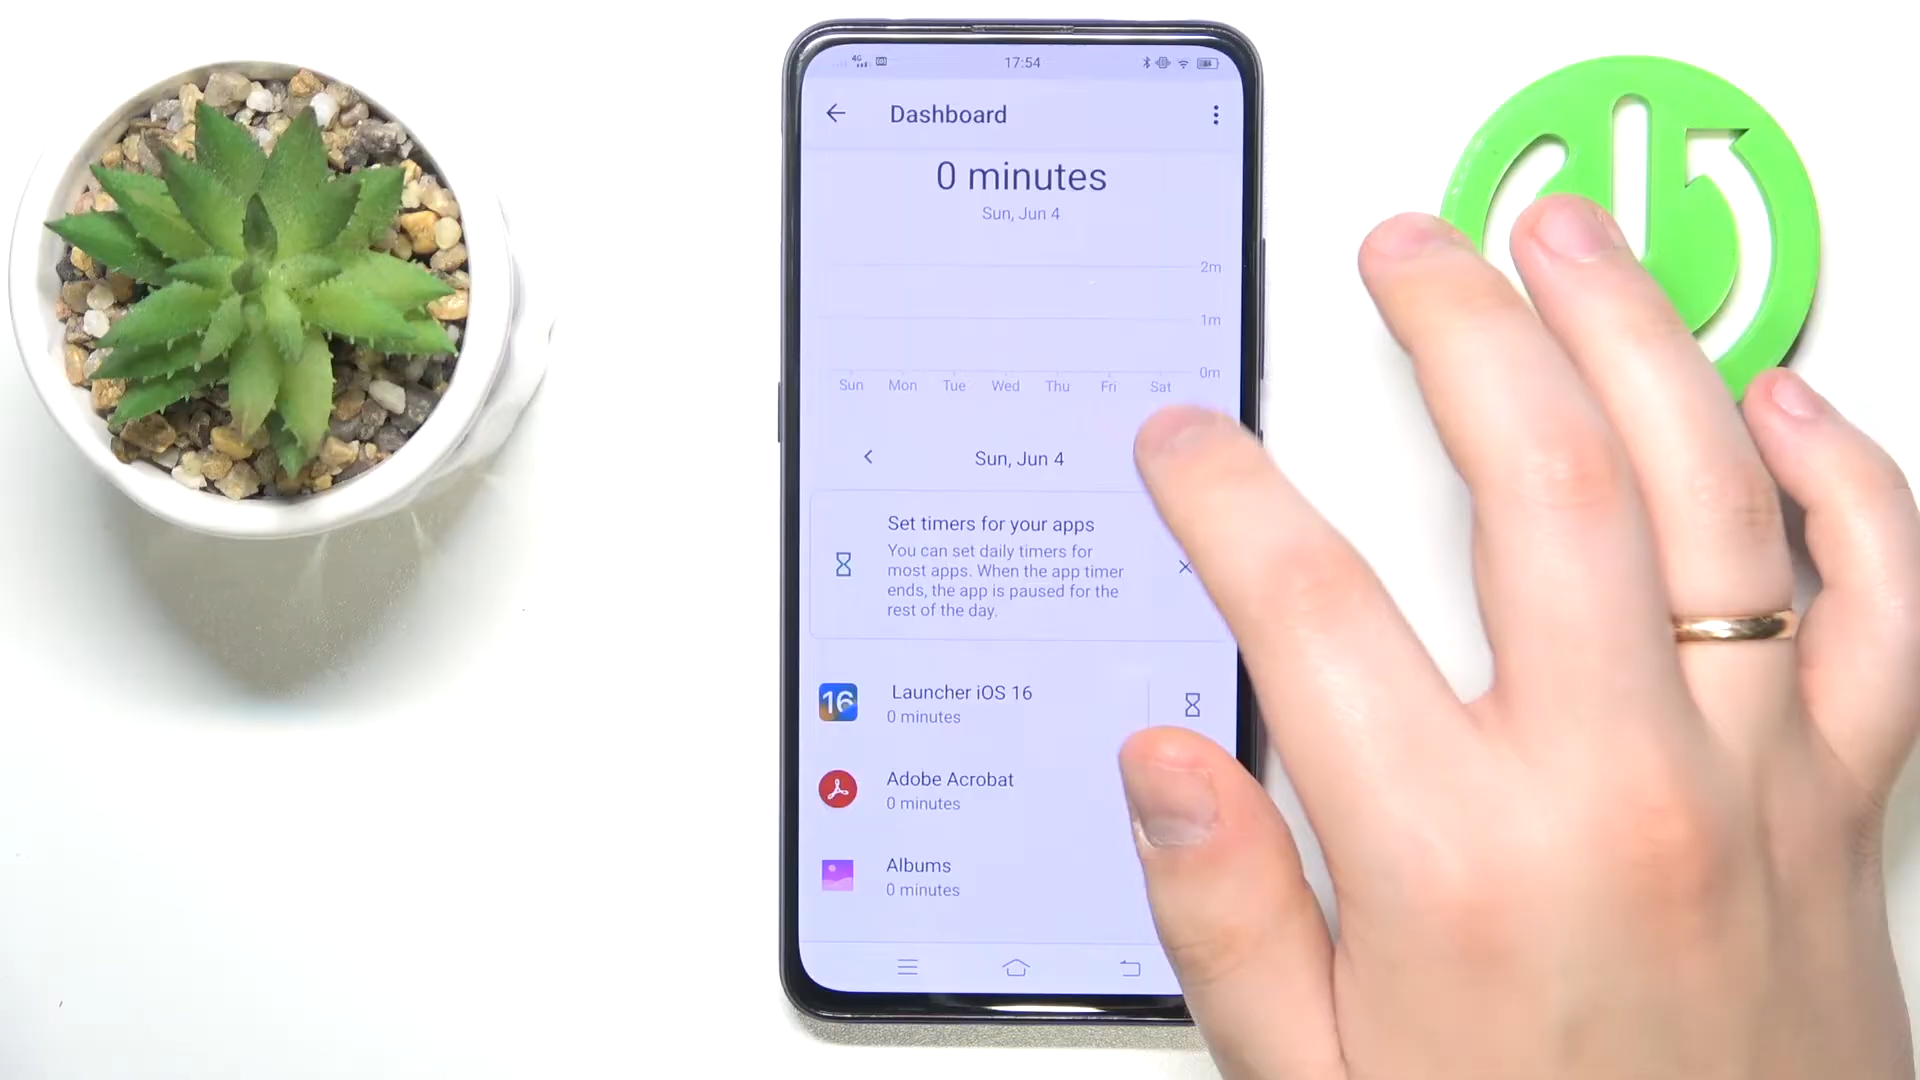 4G
17:54
Dashboard
0 minutes
Sun, Jun 4
2m
1m
0m
Sun Mon Tue Wed Thu Fri Sat
Sun, Jun 4
Set timers for your apps
You can set daily timers for
most apps. When the app timer
ends, the app is paused for the
rest of the day.
16
Launcher iOS 16
0 minutes
Adobe Acrobat
0 minutes
Albums
0 minutes